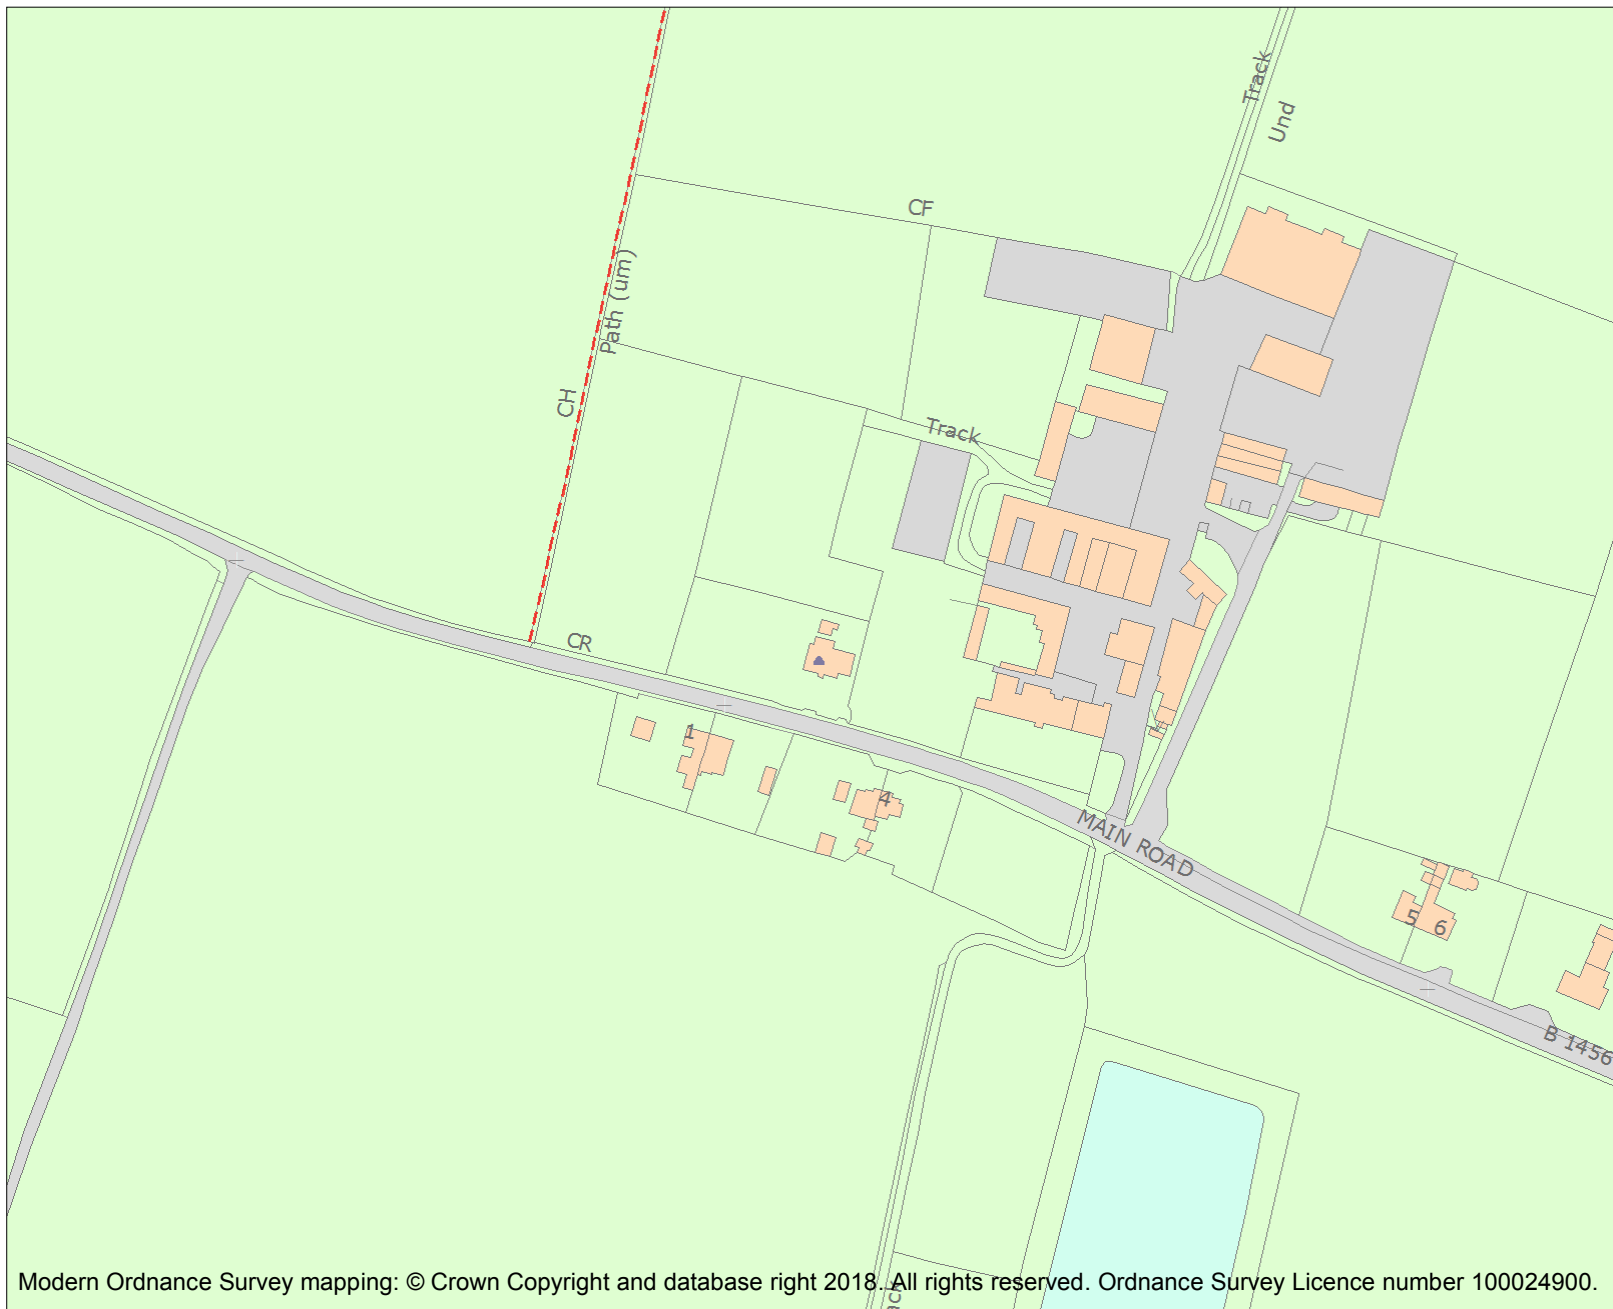 Track
Und
CF
Path (um)
CH
Track
CR
1
4
MAIN ROAD
5
6
B 1456
Modern Ordnance Survey mapping: © Crown Copyright and database right 2018. All rights reserved. Ordnance Survey Licence number 100024900.